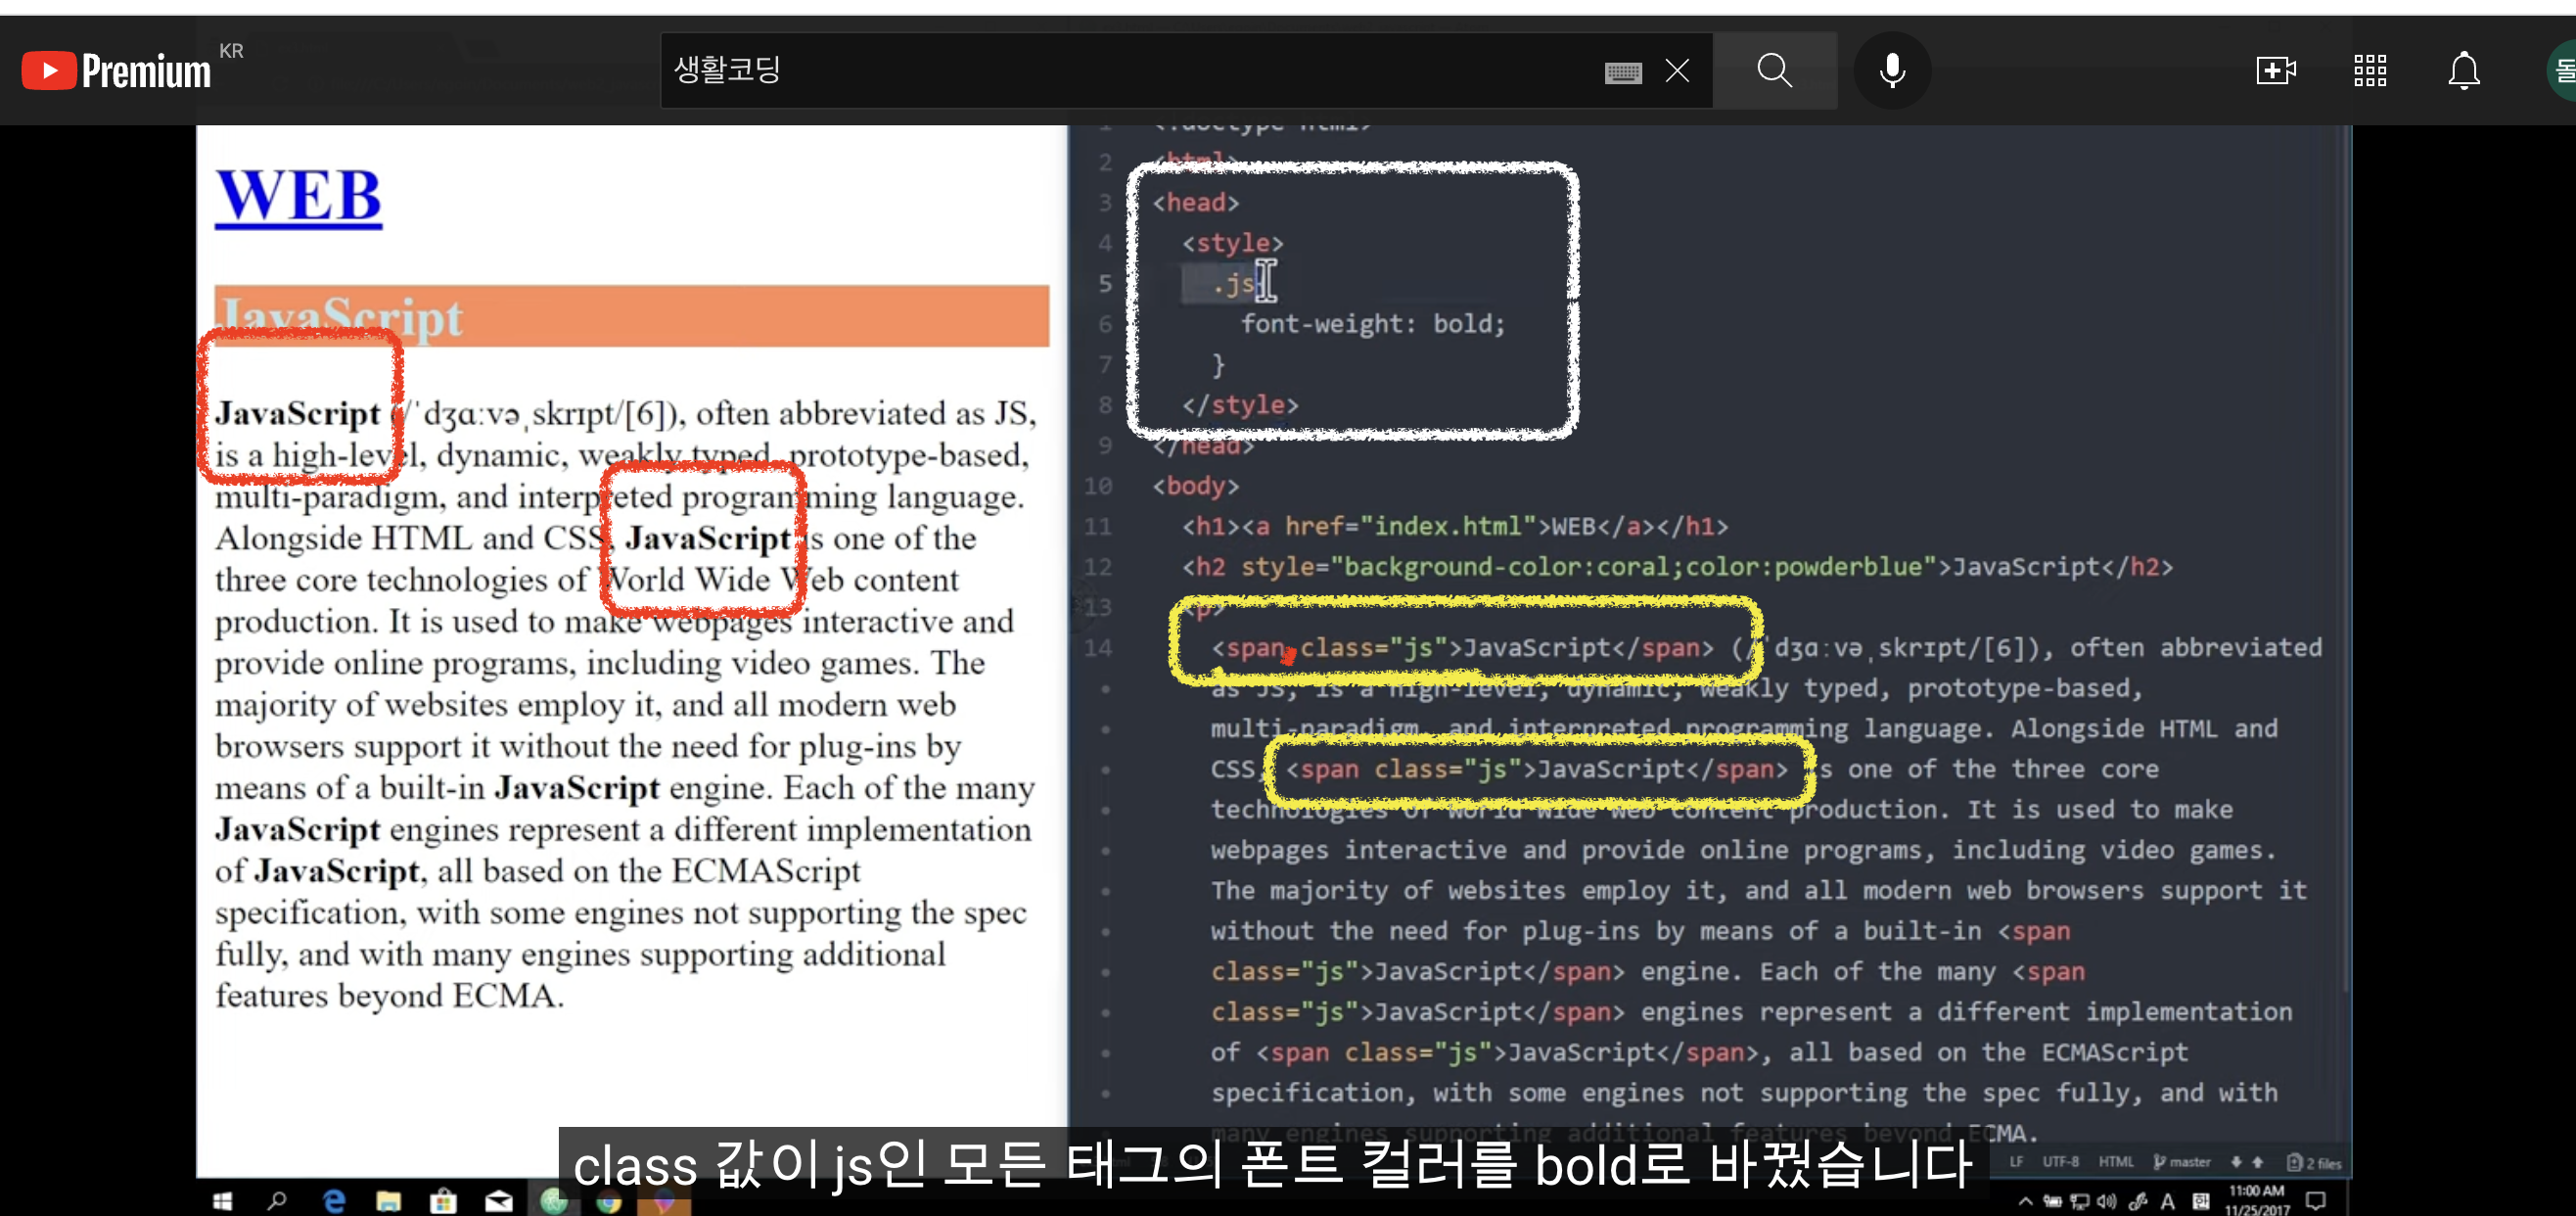 Premium KR
생활코딩
돌
WEB
JavaScript
JavaScript (/ˈdʒɑːvəˌskrɪpt/[6]), often abbreviated as JS,
is a high-level, dynamic, weakly typed, prototype-based,
multi-paradigm, and interpreted programming language.
Alongside HTML and CSS, JavaScript is one of the
three core technologies of World Wide Web content
production. It is used to make webpages interactive and
provide online programs, including video games. The
majority of websites employ it, and all modern web
browsers support it without the need for plug-ins by
means of a built-in JavaScript engine. Each of the many
JavaScript engines represent a different implementation
of JavaScript, all based on the ECMAScript
specification, with some engines not supporting the spec
fully, and with many engines supporting additional
features beyond ECMA.
1 <!doctype html>
2 <html>
3 <head>
4 <style>
5 .js
6 font-weight: bold;
7 }
8 </style>
9 </head>
10 <body>
11 <h1><a href="index.html">WEB</a></h1>
12 <h2 style="background-color:coral;color:powderblue">JavaScript</h2>
13 <p>
14 <span class="js">JavaScript</span> (/ˈdʒɑːvəˌskrɪpt/[6]), often abbreviated
as JS, is a high-level, dynamic, weakly typed, prototype-based,
multi-paradigm, and interpreted programming language. Alongside HTML and
CSS, <span class="js">JavaScript</span> is one of the three core
technologies of World Wide Web content production. It is used to make
webpages interactive and provide online programs, including video games.
The majority of websites employ it, and all modern web browsers support it
without the need for plug-ins by means of a built-in <span
class="js">JavaScript</span> engine. Each of the many <span
class="js">JavaScript</span> engines represent a different implementation
of <span class="js">JavaScript</span>, all based on the ECMAScript
specification, with some engines not supporting the spec fully, and with
many engines supporting additional features beyond ECMA.
class 값이 js인 모든 태그의 폰트 컬러를 bold로 바꿨습니다
LF UTF-8 HTML master 2 files
A 한 11:00 AM
11/25/2017